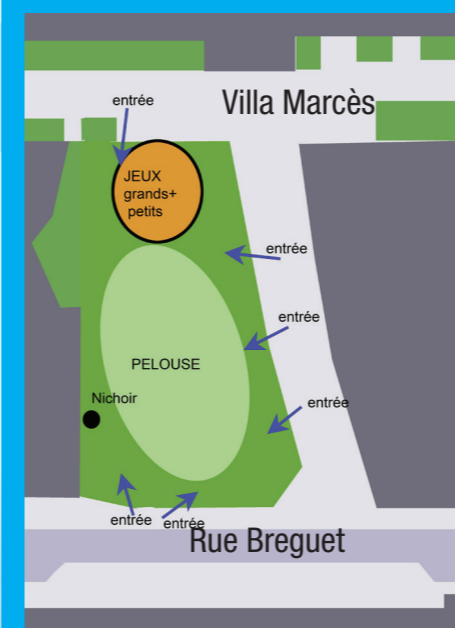 Villa Marcès
entrée
JEUX
grands+
petits
entrée
entrée
PELOUSE
Nichoir
entrée
entrée
entrée
Rue Breguet